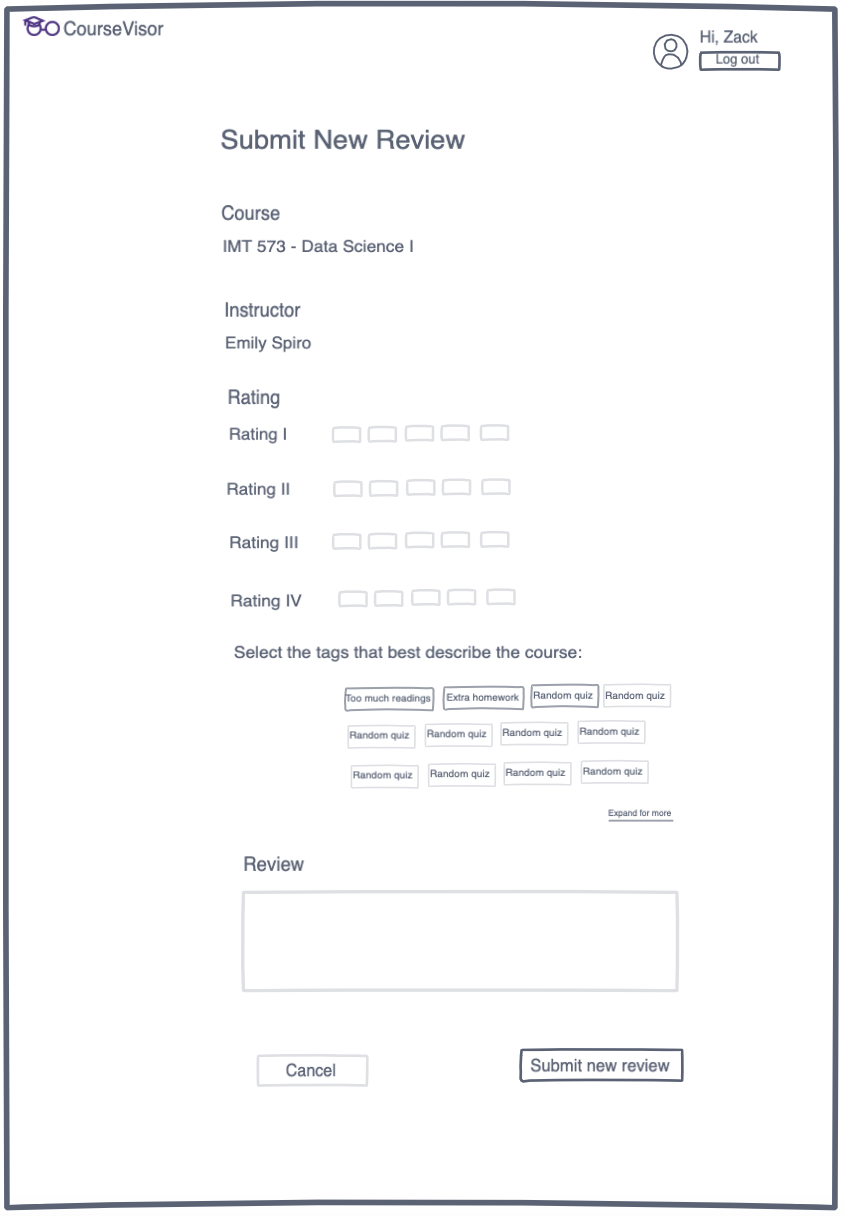 CourseVisor
Hi, Zack
Log out
Submit New Review
Course
IMT 573 - Data Science I
Instructor
Emily Spiro
Rating
Rating I
Rating II
Rating III
Rating IV
Select the tags that best describe the course:
Too much readings Extra homework Random quiz Random quiz
Random quiz Random quiz Random quiz Random quiz
Random quiz Random quiz Random quiz Random quiz
Expand for more
Review
Cancel Submit new review